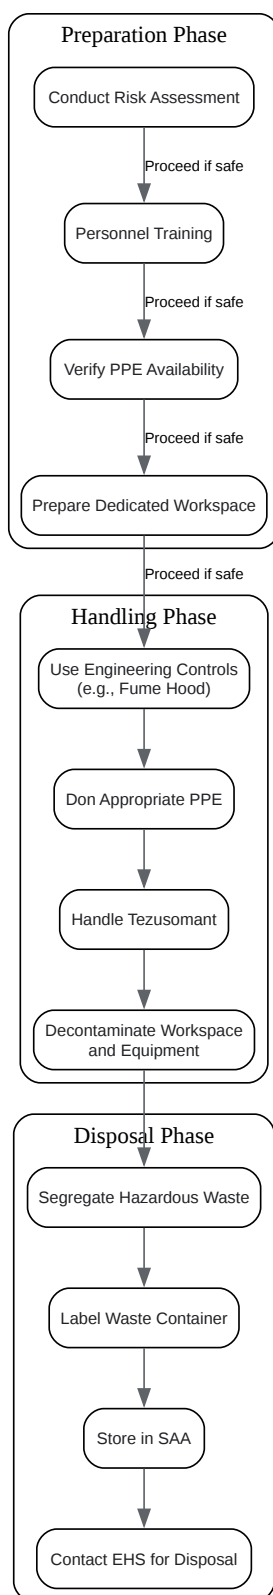 Preparation Phase
Conduct Risk Assessment
Proceed if safe
Personnel Training
Proceed if safe
Verify PPE Availability
Proceed if safe
Prepare Dedicated Workspace
Proceed if safe
Handling Phase
Use Engineering Controls
(e.g., Fume Hood)
Don Appropriate PPE
Handle Tezusomant
Decontaminate Workspace
and Equipment
Disposal Phase
Segregate Hazardous Waste
Label Waste Container
Store in SAA
Contact EHS for Disposal